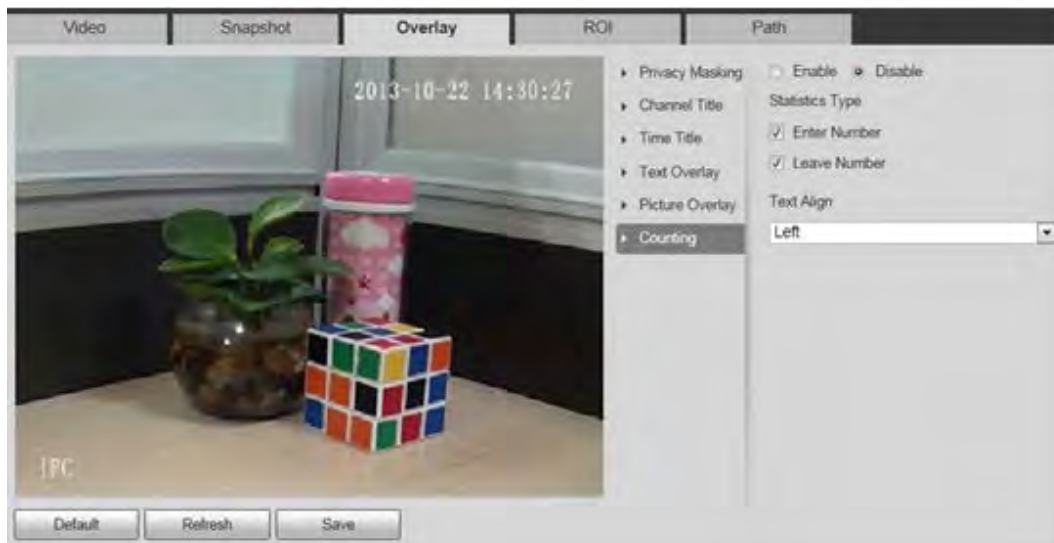 Video
Snapshot
Overlay
ROI
Path
2013-10-22 14:30:27
IPC
Privacy Masking
Channel Title
Time Title
Text Overlay
Picture Overlay
Counting
Enable
Disable
Statistics Type
Enter Number
Leave Number
Text Align
Left
Default
Refresh
Save